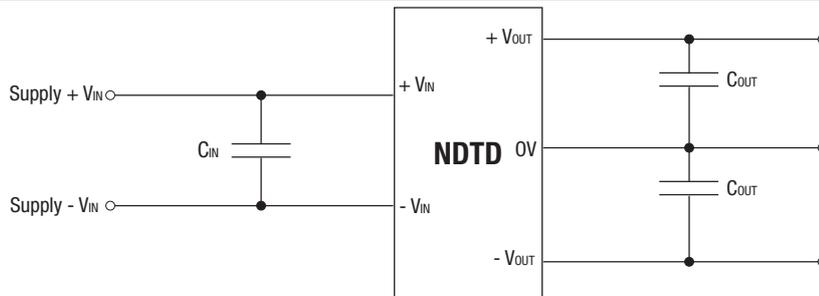 + VOUT
Supply + VIN
+ VIN
COUT
CIN
NDTD
0V
COUT
Supply - VIN
- VIN
- VOUT